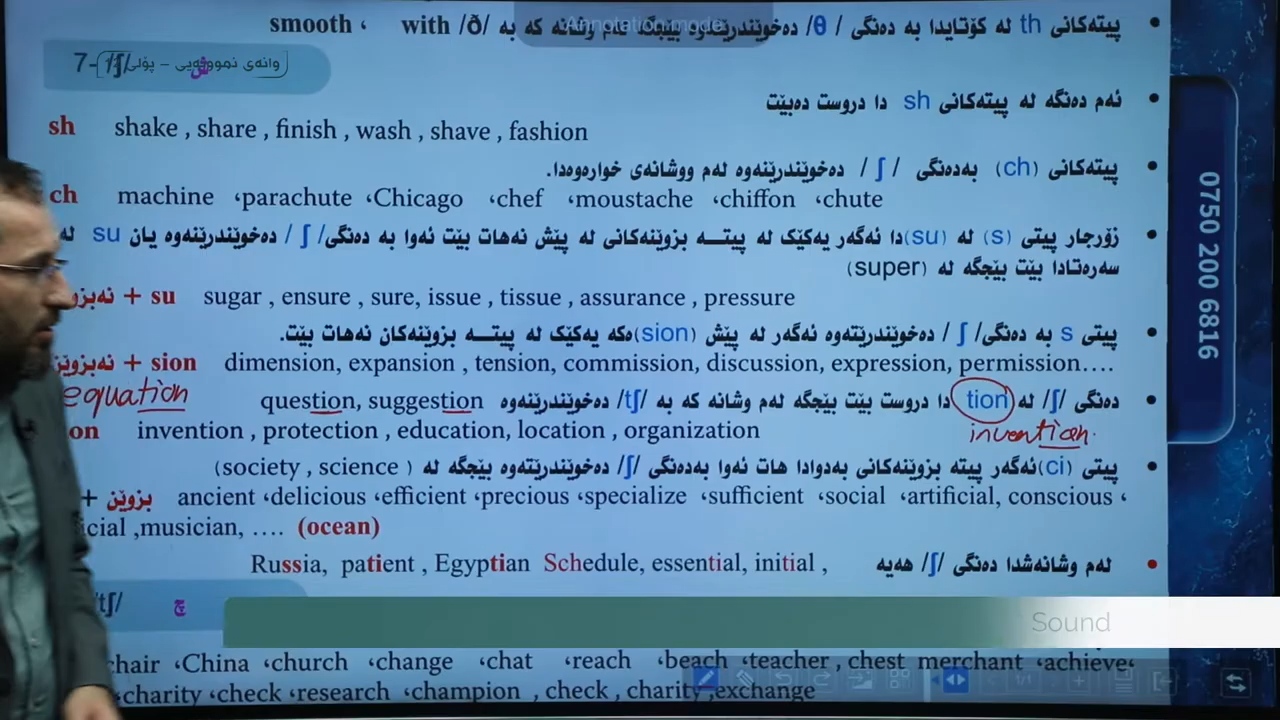 پیتەکانی th لە کۆتاییدا بە دەنگی /θ/ دەخوێندرێنەوە بێجگە لەم وشانە کە بە /ð/ with ، smooth
7- /ʃ/ ش
• ئەم دەنگە لە پیتەکانی sh دا دروست دەبێت
sh shake , share , finish , wash , shave , fashion
• پیتەکانی (ch) بەدەنگی /ʃ/ دەخوێندرێنەوە لەم ووشانەی خوارەوەدا.
ch machine ،parachute ،Chicago ،chef ،moustache ،chiffon ،chute
• زۆرجار پیتی (s) لە (su)دا ئەگەر یەکێک لە پیتـە بزوێنەکانی لە پێش نەهات بێت ئەوا بە دەنگی/ʃ/ دەخوێندرێنەوە یان su لە
سەرەتادا بێت بێجگە لە (super)
+ su sugar , ensure , sure, issue , tissue , assurance , pressure
• پیتی s بە دەنگی/ʃ/ دەخوێندرێتەوە ئەگەر لە پێش (sion)ەکە یەکێک لە پیتـە بزوێنەکان نەهات بێت.
+ sion dimension, expansion , tension, commission, discussion, expression, permission….
equation
• دەنگی /ʃ/ لە tion دا دروست بێت بێجگە لەم وشانە کە بە /tʃ/ دەخوێندرێنەوە question, suggestion
on invention , protection , education, location , organization
invention.
• پیتی (ci)ئەگەر پیتە بزوێنەکانی بەدوادا هات ئەوا بەدەنگی /ʃ/ دەخوێندرێتەوە بێجگە لە (society , science)
+ بزوێن ancient ،delicious ،efficient ،precious ،specialize ،sufficient ،social ،artificial, conscious ،
icial ,musician, …. (ocean)
• لەم وشانەشدا دەنگی /ʃ/ هەیە Russia, patient , Egyptian Schedule, essential, initial ,
/tʃ/ چ
Sound
chair ،China ،church ،change ،chat ،reach ،beach ،teacher , chest merchant ،achieve،
،charity ،check ،research ،champion , check , charity ,exchange
0750 200 6816